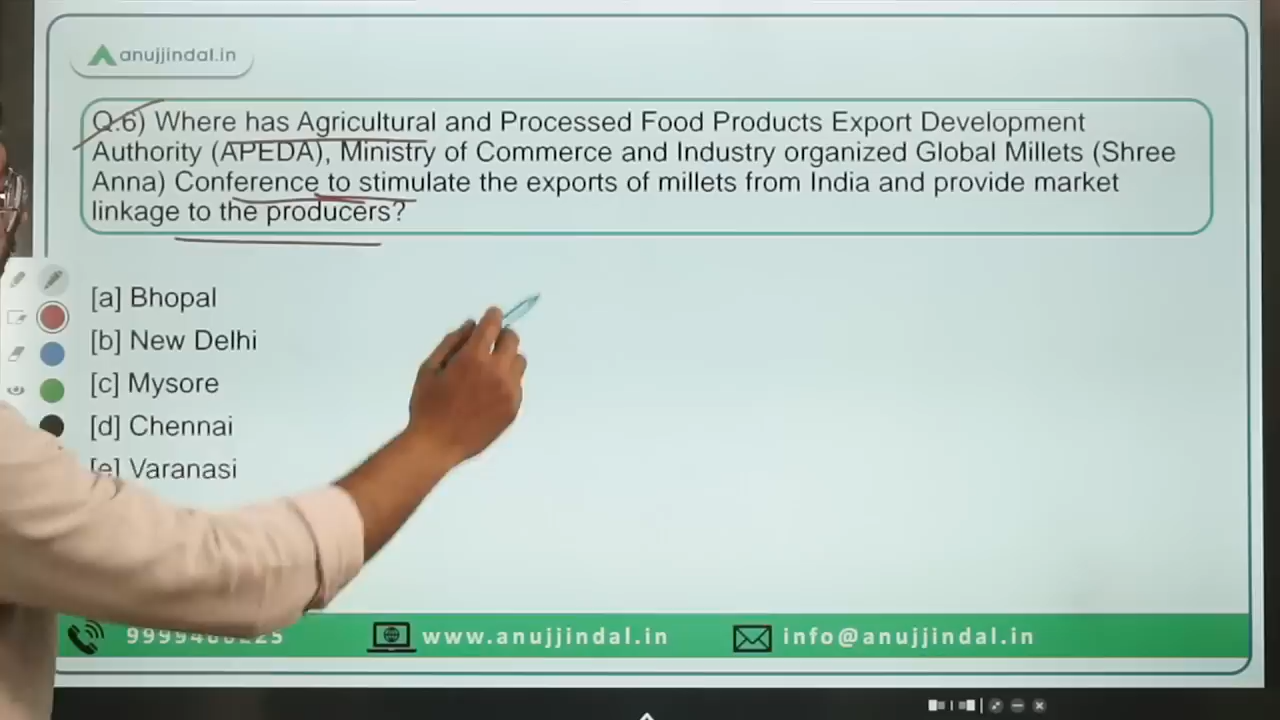 anujjindal.in
Q.6) Where has Agricultural and Processed Food Products Export Development
Authority (APEDA), Ministry of Commerce and Industry organized Global Millets (Shree
Anna) Conference to stimulate the exports of millets from India and provide market
linkage to the producers?
[a] Bhopal
[b] New Delhi
[c] Mysore
[d] Chennai
[e] Varanasi
www.anujjindal.in
info@anujjindal.in